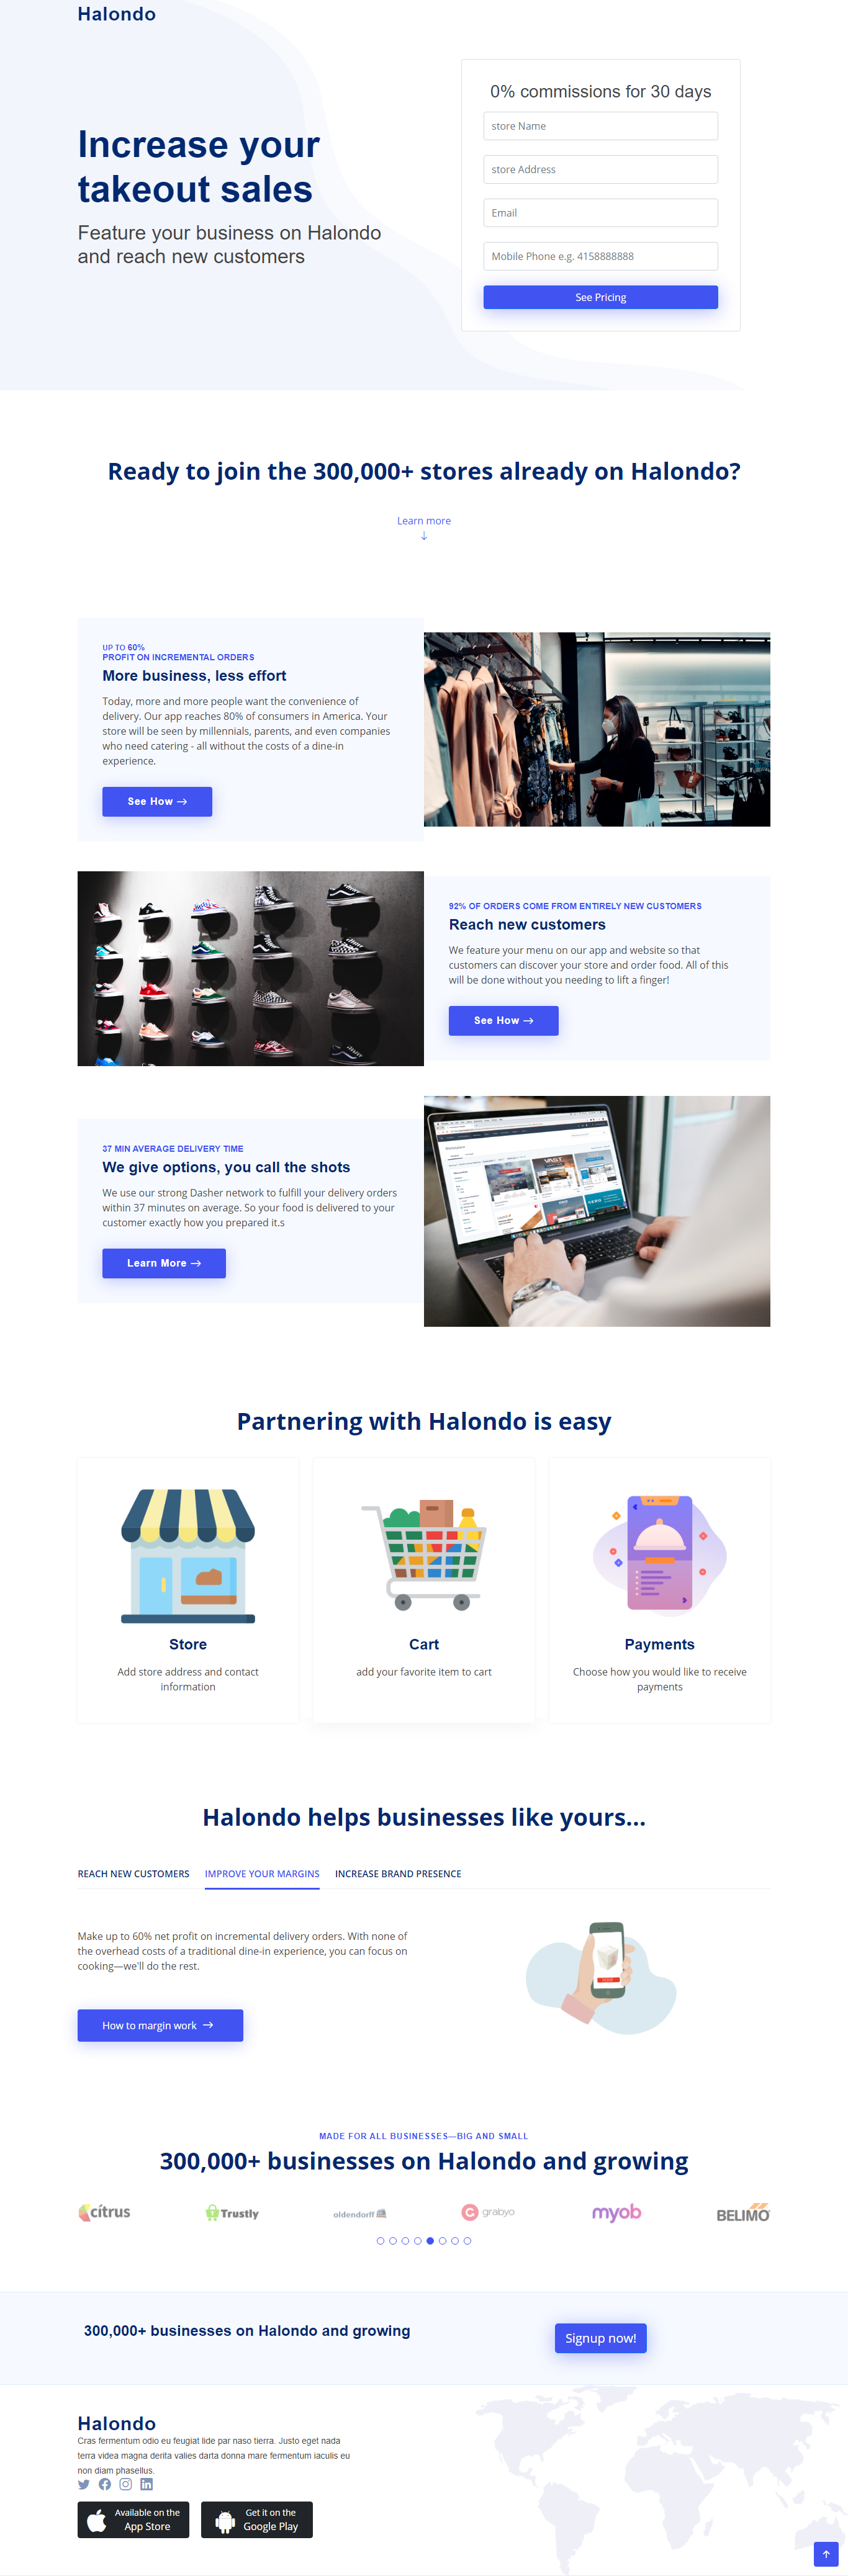 Halondo
Increase your
takeout sales
Feature your business on Halondo
and reach new customers
0% commissions for 30 days
store Name
store Address
Email
Mobile Phone e.g. 4158888888
See Pricing
Ready to join the 300,000+ stores already on Halondo?
Learn more
↓
UP TO 60%
PROFIT ON INCREMENTAL ORDERS
More business, less effort
Today, more and more people want the convenience of
delivery. Our app reaches 80% of consumers in America. Your
store will be seen by millennials, parents, and even companies
who need catering - all without the costs of a dine-in
experience.
See How →
92% OF ORDERS COME FROM ENTIRELY NEW CUSTOMERS
Reach new customers
We feature your menu on our app and website so that
customers can discover your store and order food. All of this
will be done without you needing to lift a finger!
See How →
37 MIN AVERAGE DELIVERY TIME
We give options, you call the shots
We use our strong Dasher network to fulfill your delivery orders
within 37 minutes on average. So your food is delivered to your
customer exactly how you prepared it.s
Learn More →
Partnering with Halondo is easy
Store
Add store address and contact
information
Cart
add your favorite item to cart
Payments
Choose how you would like to receive
payments
Halondo helps businesses like yours...
REACH NEW CUSTOMERS IMPROVE YOUR MARGINS INCREASE BRAND PRESENCE
Make up to 60% net profit on incremental delivery orders. With none of
the overhead costs of a traditional dine-in experience, you can focus on
cooking—we'll do the rest.
How to margin work →
MADE FOR ALL BUSINESSES—BIG AND SMALL
300,000+ businesses on Halondo and growing
cítrus
Trustly
oldendorff
grabyo
myob
BELIMO
300,000+ businesses on Halondo and growing
Signup now!
Halondo
Cras fermentum odio eu feugiat lide par naso tierra. Justo eget nada
terra videa magna derita valies darta donna mare fermentum iaculis eu
non diam phasellus.
Available on the
App Store
Get it on the
Google Play